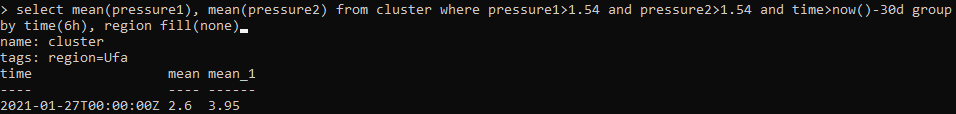 > select mean(pressure1), mean(pressure2) from cluster where pressure1>1.54 and pressure2>1.54 and time>now()-30d group
by time(6h), region fill(none)
name: cluster
tags: region=Ufa
time                 mean mean_1
----                 ---- ------
2021-01-27T00:00:00Z 2.6  3.95